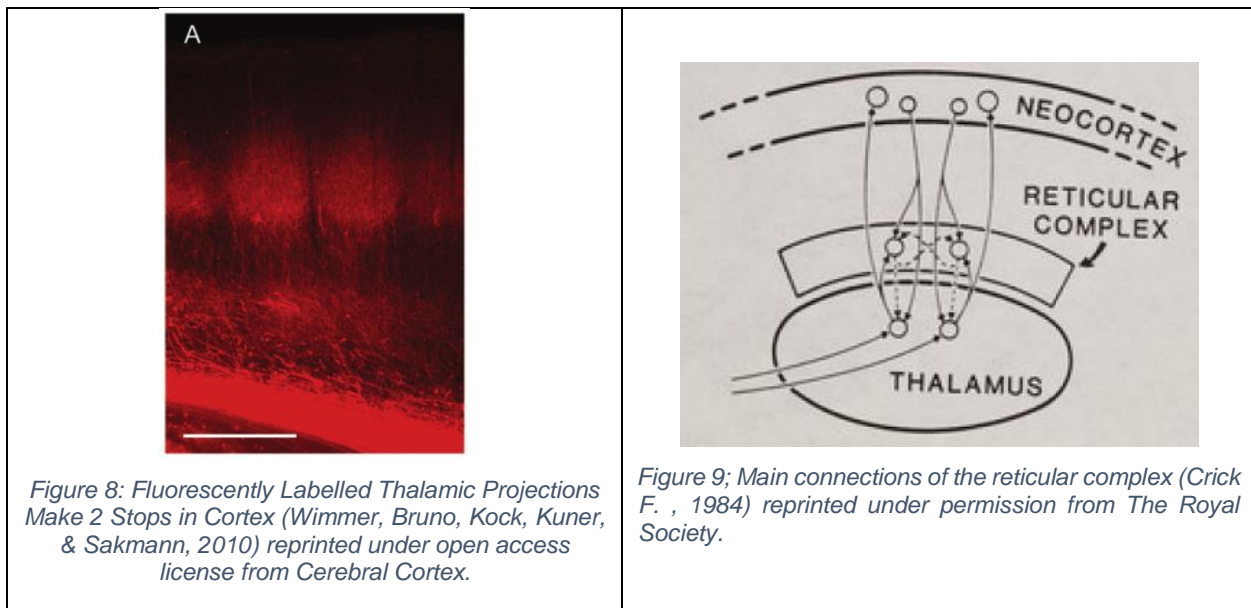 A
Figure 8: Fluorescently Labelled Thalamic Projections
Make 2 Stops in Cortex (Wimmer, Bruno, Kock, Kuner,
& Sakmann, 2010) reprinted under open access
license from Cerebral Cortex.
NEOCORTEX
RETICULAR
COMPLEX
THALAMUS
Figure 9; Main connections of the reticular complex (Crick
F. , 1984) reprinted under permission from The Royal
Society.